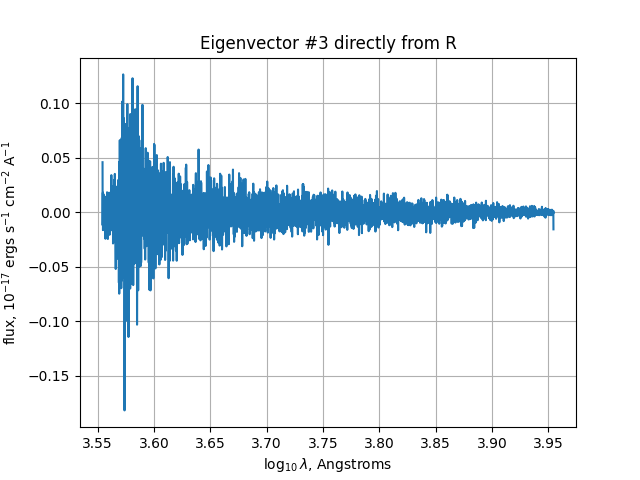 Eigenvector #3 directly from R
flux, 10⁻¹⁷ ergs s⁻¹ cm⁻² A⁻¹
0.10
0.05
0.00
−0.05
−0.10
−0.15
3.55 3.60 3.65 3.70 3.75 3.80 3.85 3.90 3.95
log₁₀ λ, Angstroms